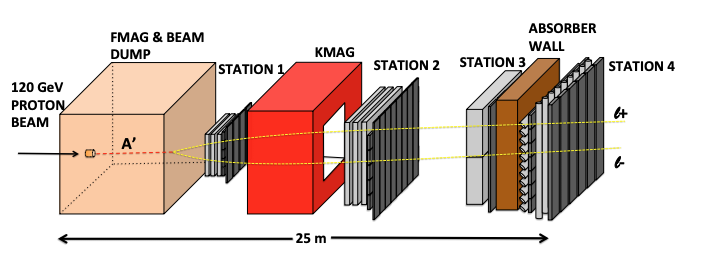 FMAG & BEAM
DUMP
120 GeV
PROTON
BEAM
A’
STATION 1
KMAG
STATION 2
STATION 3
ABSORBER
WALL
STATION 4
ℓ+
ℓ-
25 m